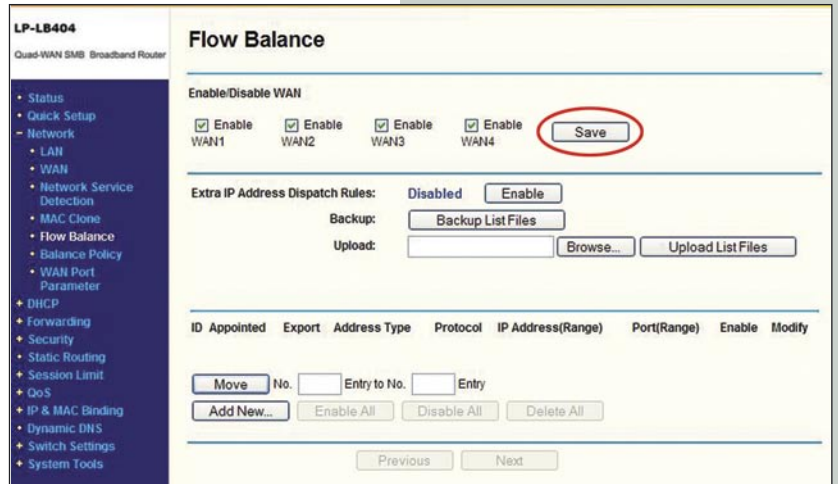 LP-LB404
Quad-WAN SMB Broadband Router
Status
Quick Setup
Network
LAN
WAN
Network Service
Detection
MAC Clone
Flow Balance
Balance Policy
WAN Port
Parameter
DHCP
Forwarding
Security
Static Routing
Session Limit
QoS
IP & MAC Binding
Dynamic DNS
Switch Settings
System Tools
Flow Balance
Enable/Disable WAN
Enable WAN1 Enable WAN2 Enable WAN3 Enable WAN4 Save
Extra IP Address Dispatch Rules: Disabled Enable
Backup: Backup List Files
Upload: Browse... Upload List Files
ID Appointed Export Address Type Protocol IP Address(Range) Port(Range) Enable Modify
Move No. Entry to No. Entry
Add New... Enable All Disable All Delete All
Previous Next